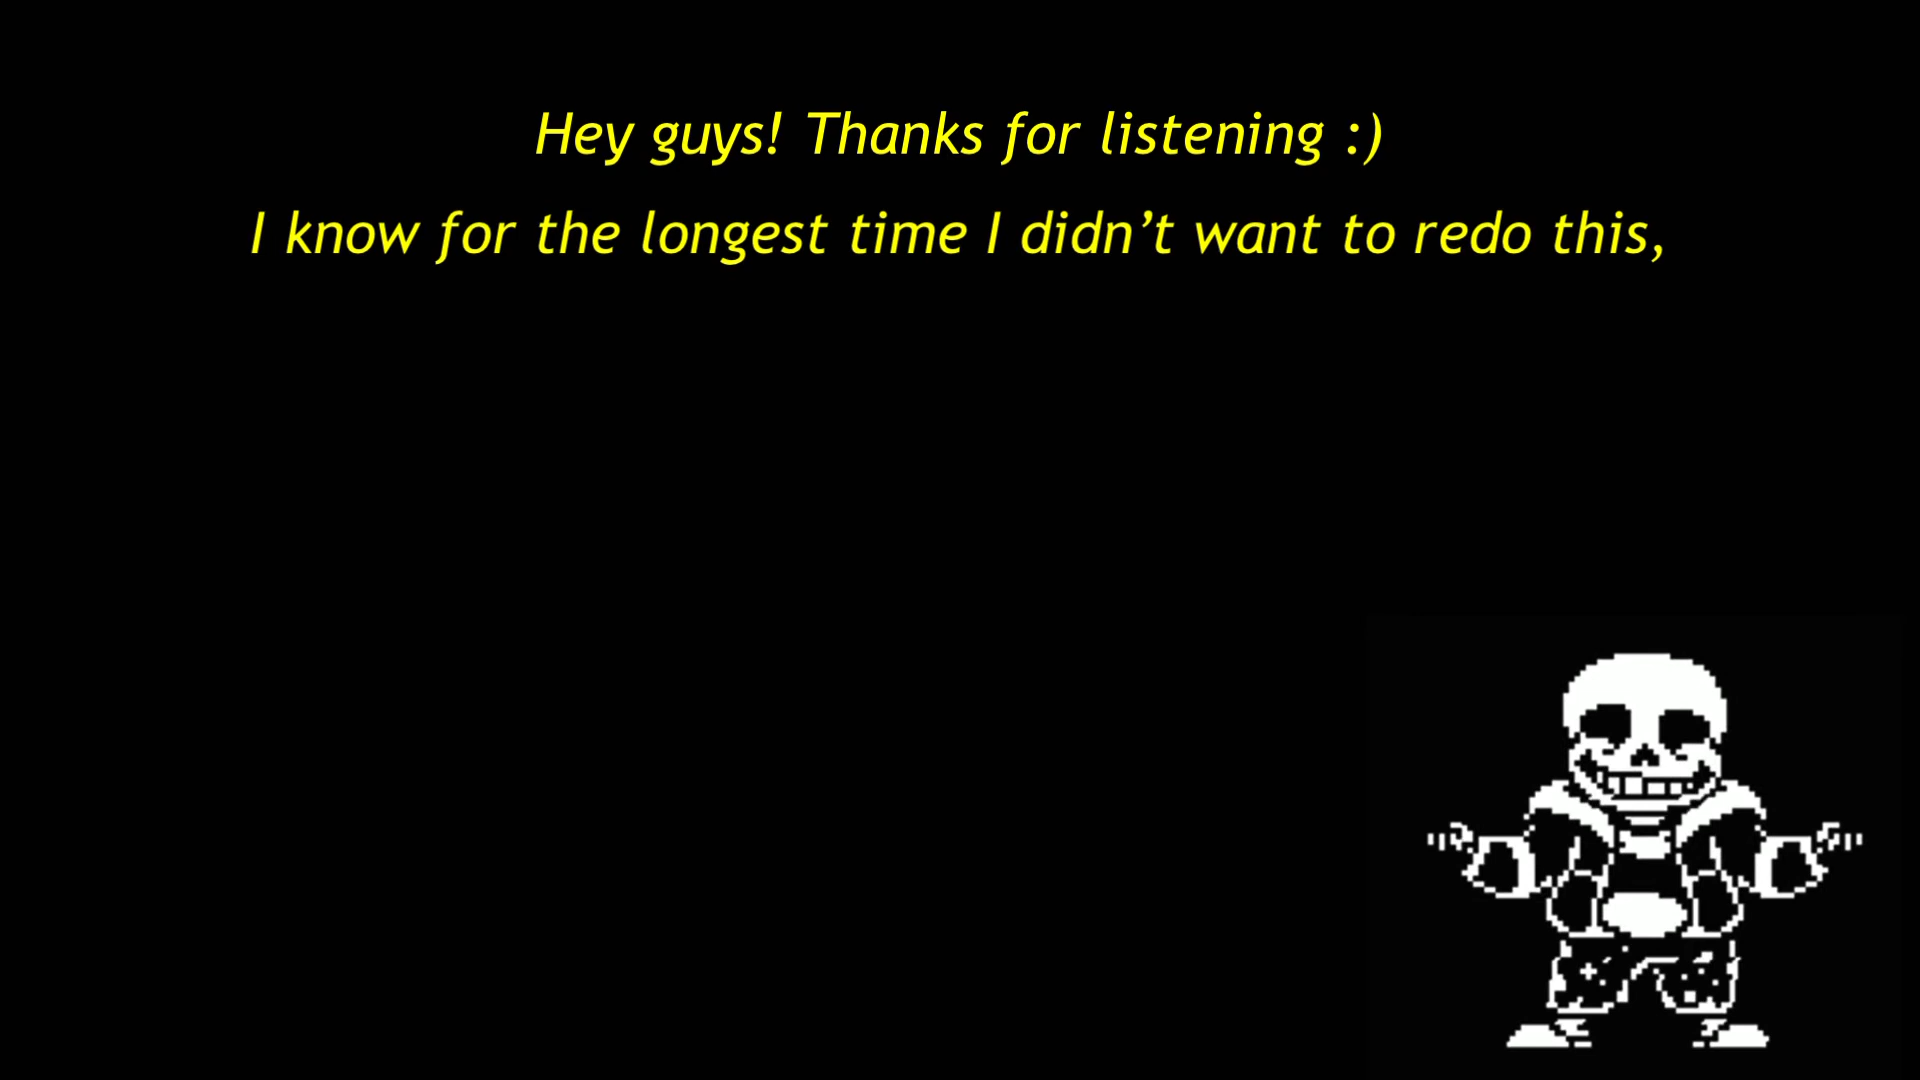 Hey guys! Thanks for listening :)
I know for the longest time I didn’t want to redo this,